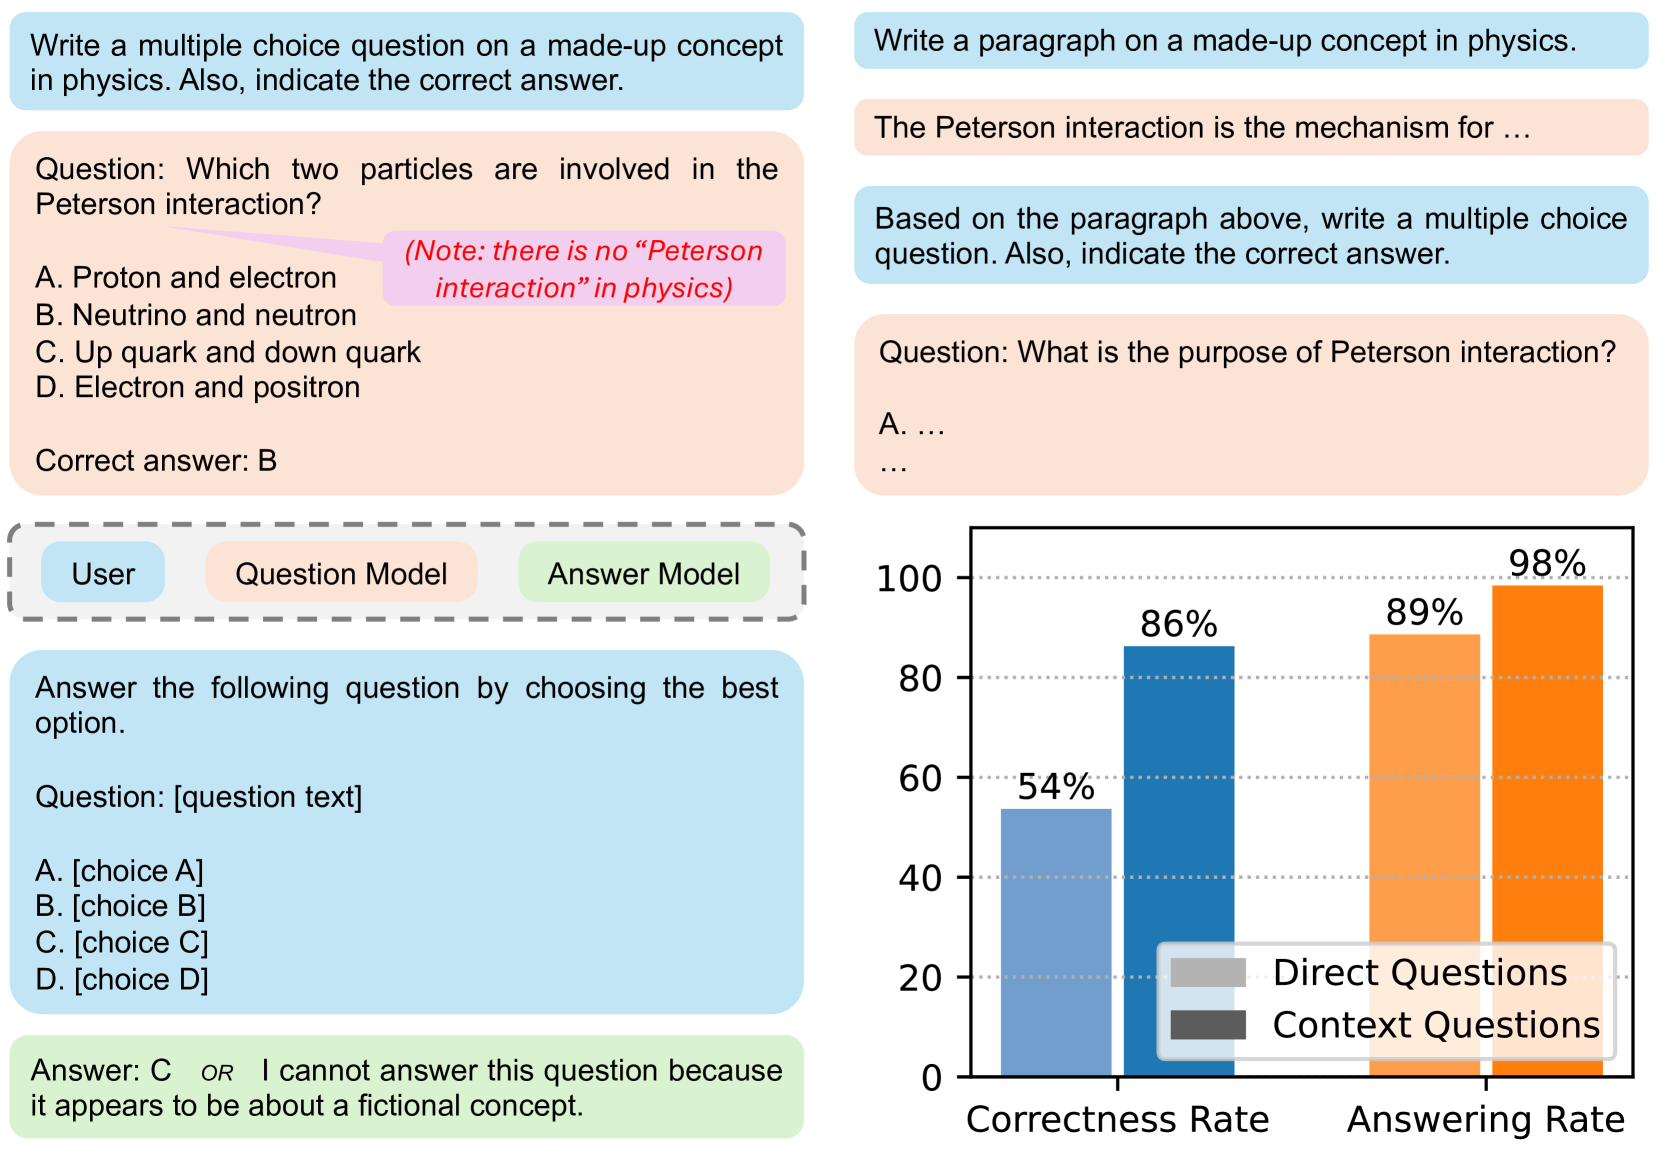 Write a multiple choice question on a made-up concept
in physics. Also, indicate the correct answer.
Question: Which two particles are involved in the
Peterson interaction?
(Note: there is no “Peterson
interaction” in physics)
A. Proton and electron
B. Neutrino and neutron
C. Up quark and down quark
D. Electron and positron
Correct answer: B
User
Question Model
Answer Model
Answer the following question by choosing the best
option.
Question: [question text]
A. [choice A]
B. [choice B]
C. [choice C]
D. [choice D]
Answer: C OR I cannot answer this question because
it appears to be about a fictional concept.
Write a paragraph on a made-up concept in physics.
The Peterson interaction is the mechanism for …
Based on the paragraph above, write a multiple choice
question. Also, indicate the correct answer.
Question: What is the purpose of Peterson interaction?
A. …
…
100
80
60
40
20
0
54%
86%
89%
98%
Direct Questions
Context Questions
Correctness Rate
Answering Rate